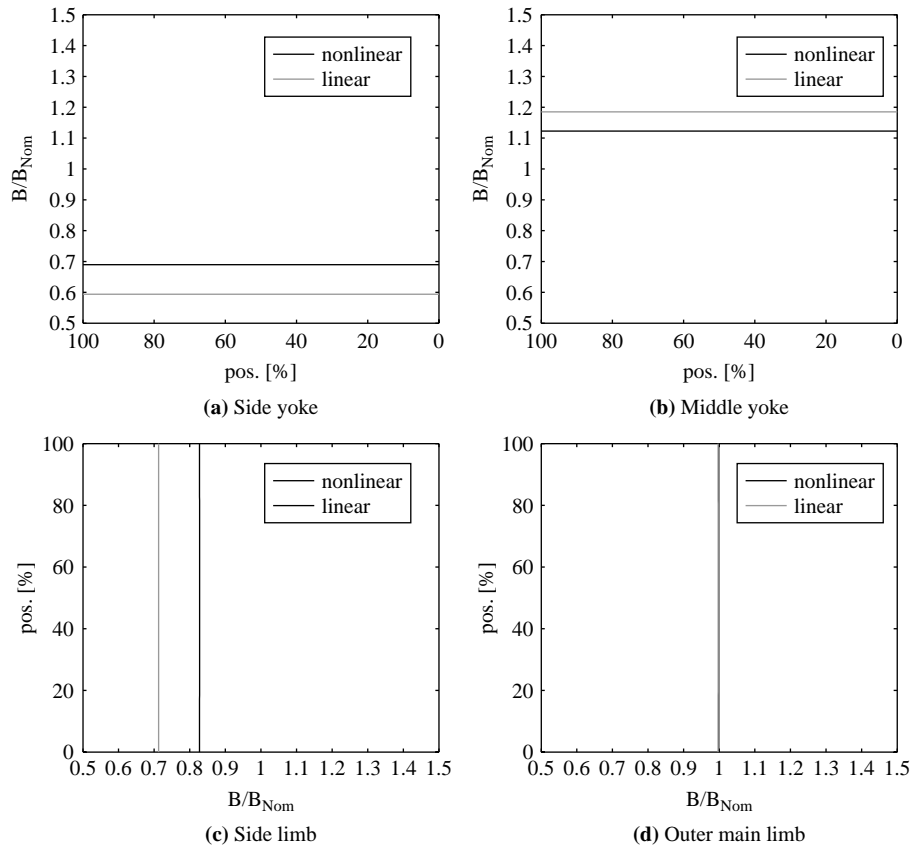 1.5
1.4
1.3
1.2
1.1
1
0.9
0.8
0.7
0.6
0.5
B/B_Nom
nonlinear
linear
100 80 60 40 20 0
pos. [%]
(a) Side yoke
1.5
1.4
1.3
1.2
1.1
1
0.9
0.8
0.7
0.6
0.5
B/B_Nom
nonlinear
linear
100 80 60 40 20 0
pos. [%]
(b) Middle yoke
100
80
60
40
20
0
pos. [%]
nonlinear
linear
0.5 0.6 0.7 0.8 0.9 1 1.1 1.2 1.3 1.4 1.5
B/B_Nom
(c) Side limb
100
80
60
40
20
0
pos. [%]
nonlinear
linear
0.5 0.6 0.7 0.8 0.9 1 1.1 1.2 1.3 1.4 1.5
B/B_Nom
(d) Outer main limb